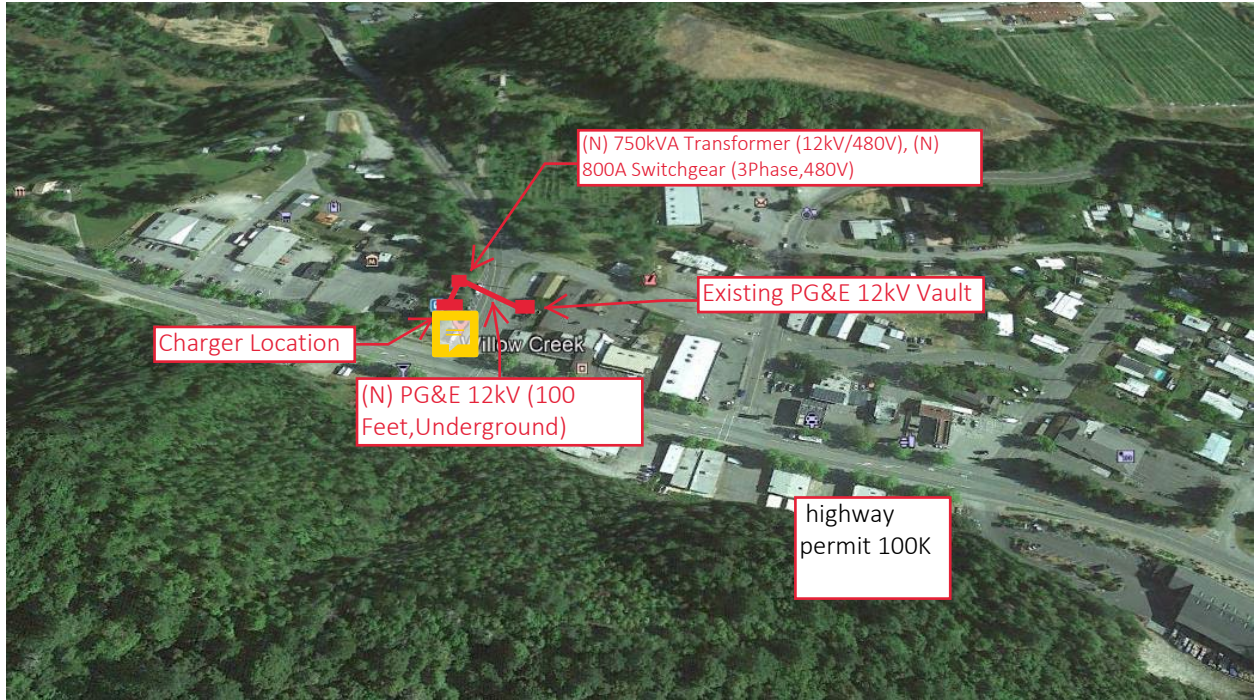 (N) 750kVA Transformer (12kV/480V), (N)
800A Switchgear (3Phase,480V)
Existing PG&E 12kV Vault
Charger Location
Willow Creek
(N) PG&E 12kV (100
Feet,Underground)
highway
permit 100K